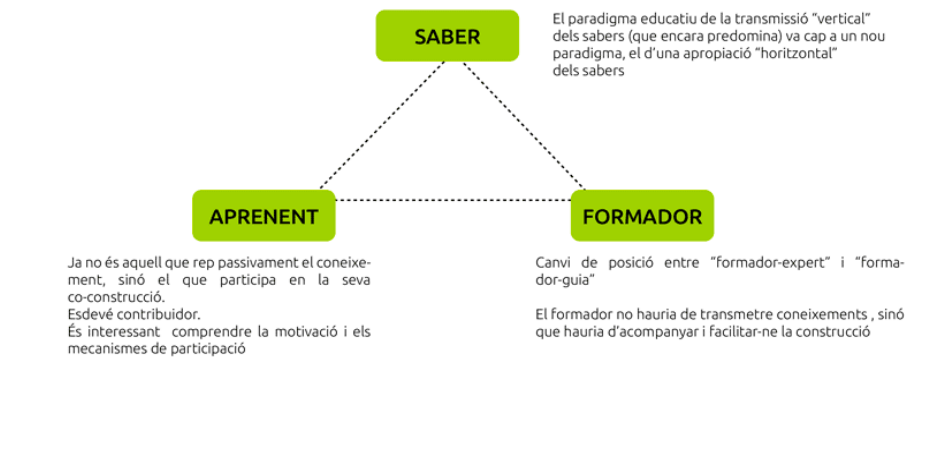 SABER
El paradigma educatiu de la transmissió “vertical”
dels sabers (que encara predomina) va cap a un nou
paradigma, el d’una apropiació “horitzontal”
dels sabers
APRENENT
Ja no és aquell que rep passivament el coneixe-
ment, sinó el que participa en la seva
co-construcció.
Esdevé contribuidor.
És interessant comprendre la motivació i els
mecanismes de participació
FORMADOR
Canvi de posició entre “formador-expert” i “forma-
dor-guia”
El formador no hauria de transmetre coneixements , sinó
que hauria d’acompanyar i facilitar-ne la construcció